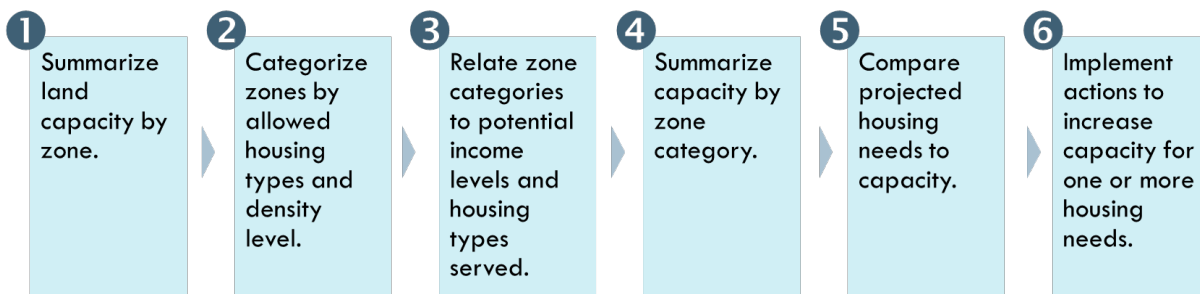 1
Summarize
land
capacity by
zone.
2
Categorize
zones by
allowed
housing
types and
density
level.
3
Relate zone
categories
to potential
income
levels and
housing
types
served.
4
Summarize
capacity by
zone
category.
5
Compare
projected
housing
needs to
capacity.
6
Implement
actions to
increase
capacity for
one or more
housing
needs.